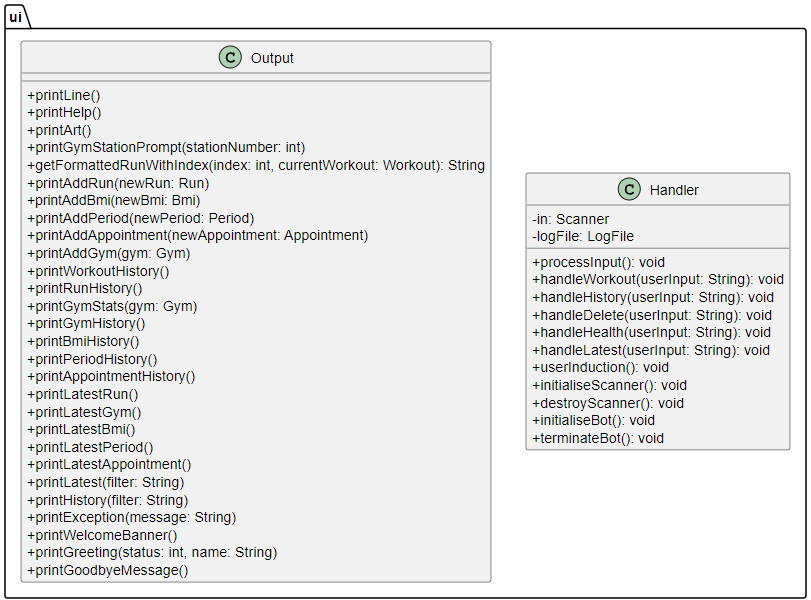 ui
C Output
+printLine()
+printHelp()
+printArt()
+printGymStationPrompt(stationNumber: int)
+getFormattedRunWithIndex(index: int, currentWorkout: Workout): String
+printAddRun(newRun: Run)
+printAddBmi(newBmi: Bmi)
+printAddPeriod(newPeriod: Period)
+printAddAppointment(newAppointment: Appointment)
+printAddGym(gym: Gym)
+printWorkoutHistory()
+printRunHistory()
+printGymStats(gym: Gym)
+printGymHistory()
+printBmiHistory()
+printPeriodHistory()
+printAppointmentHistory()
+printLatestRun()
+printLatestGym()
+printLatestBmi()
+printLatestPeriod()
+printLatestAppointment()
+printLatest(filter: String)
+printHistory(filter: String)
+printException(message: String)
+printWelcomeBanner()
+printGreeting(status: int, name: String)
+printGoodbyeMessage()
C Handler
-in: Scanner
-logFile: LogFile
+processInput(): void
+handleWorkout(userInput: String): void
+handleHistory(userInput: String): void
+handleDelete(userInput: String): void
+handleHealth(userInput: String): void
+handleLatest(userInput: String): void
+userInduction(): void
+initialiseScanner(): void
+destroyScanner(): void
+initialiseBot(): void
+terminateBot(): void